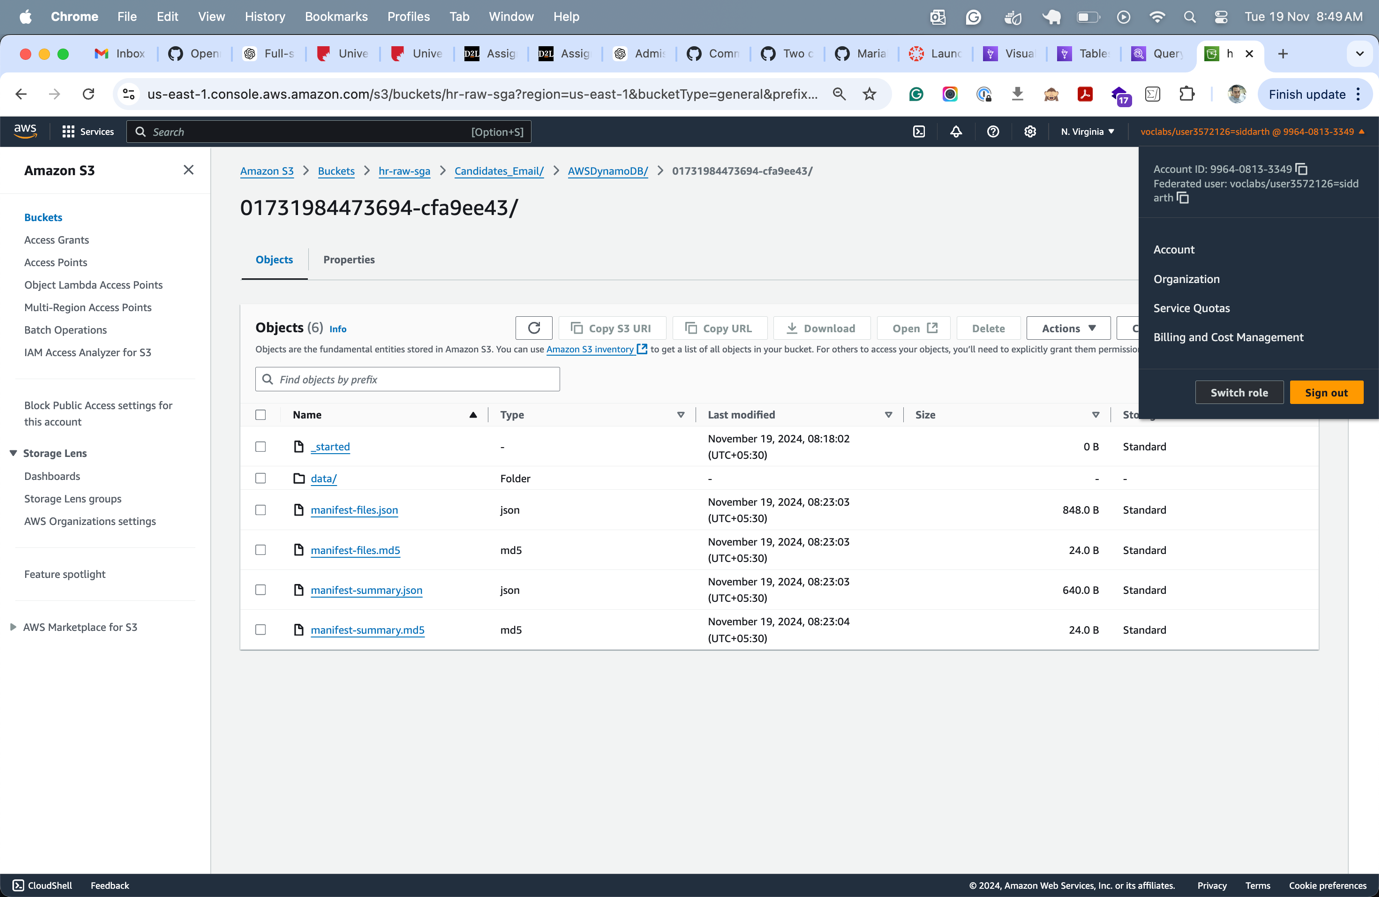 Chrome File Edit View History Bookmarks Profiles Tab Window Help Tue 19 Nov 8:49 AM
Inbox Open Full-s Unive Unive D2L Assig D2L Assig Admis Comm Two c Maria Launc Visua Table Query h
us-east-1.console.aws.amazon.com/s3/buckets/hr-raw-sga?region=us-east-1&bucketType=general&prefix... 17 Finish update
aws Services Search [Option+S] N. Virginia voclabs/user3572126=siddarth @ 9964-0813-3349
Account ID: 9964-0813-3349
Federated user: voclabs/user3572126=sidd
arth
Account
Organization
Service Quotas
Billing and Cost Management
Switch role Sign out
Amazon S3
Buckets
Access Grants
Access Points
Object Lambda Access Points
Multi-Region Access Points
Batch Operations
IAM Access Analyzer for S3
Block Public Access settings for
this account
Storage Lens
Dashboards
Storage Lens groups
AWS Organizations settings
Feature spotlight
AWS Marketplace for S3
Amazon S3 > Buckets > hr-raw-sga > Candidates_Email/ > AWSDynamoDB/ > 01731984473694-cfa9ee43/
01731984473694-cfa9ee43/
Objects Properties
Objects (6) Info Copy S3 URI Copy URL Download Open Delete Actions
Objects are the fundamental entities stored in Amazon S3. You can use Amazon S3 inventory to get a list of all objects in your bucket. For others to access your objects, you'll need to explicitly grant them
Find objects by prefix
Name Type Last modified Size
_started - November 19, 2024, 08:18:02 (UTC+05:30) 0 B Standard
data/ Folder - - -
manifest-files.json json November 19, 2024, 08:23:03 (UTC+05:30) 848.0 B Standard
manifest-files.md5 md5 November 19, 2024, 08:23:03 (UTC+05:30) 24.0 B Standard
manifest-summary.json json November 19, 2024, 08:23:03 (UTC+05:30) 640.0 B Standard
manifest-summary.md5 md5 November 19, 2024, 08:23:04 (UTC+05:30) 24.0 B Standard
CloudShell Feedback © 2024, Amazon Web Services, Inc. or its affiliates. Privacy Terms Cookie preferences